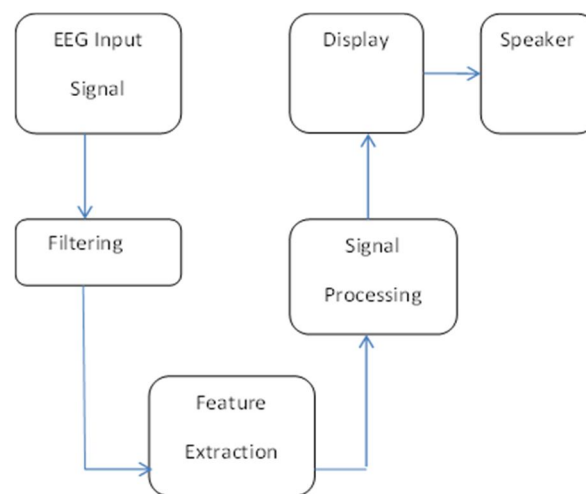 EEG Input
Signal
Filtering
Feature
Extraction
Signal
Processing
Display
Speaker